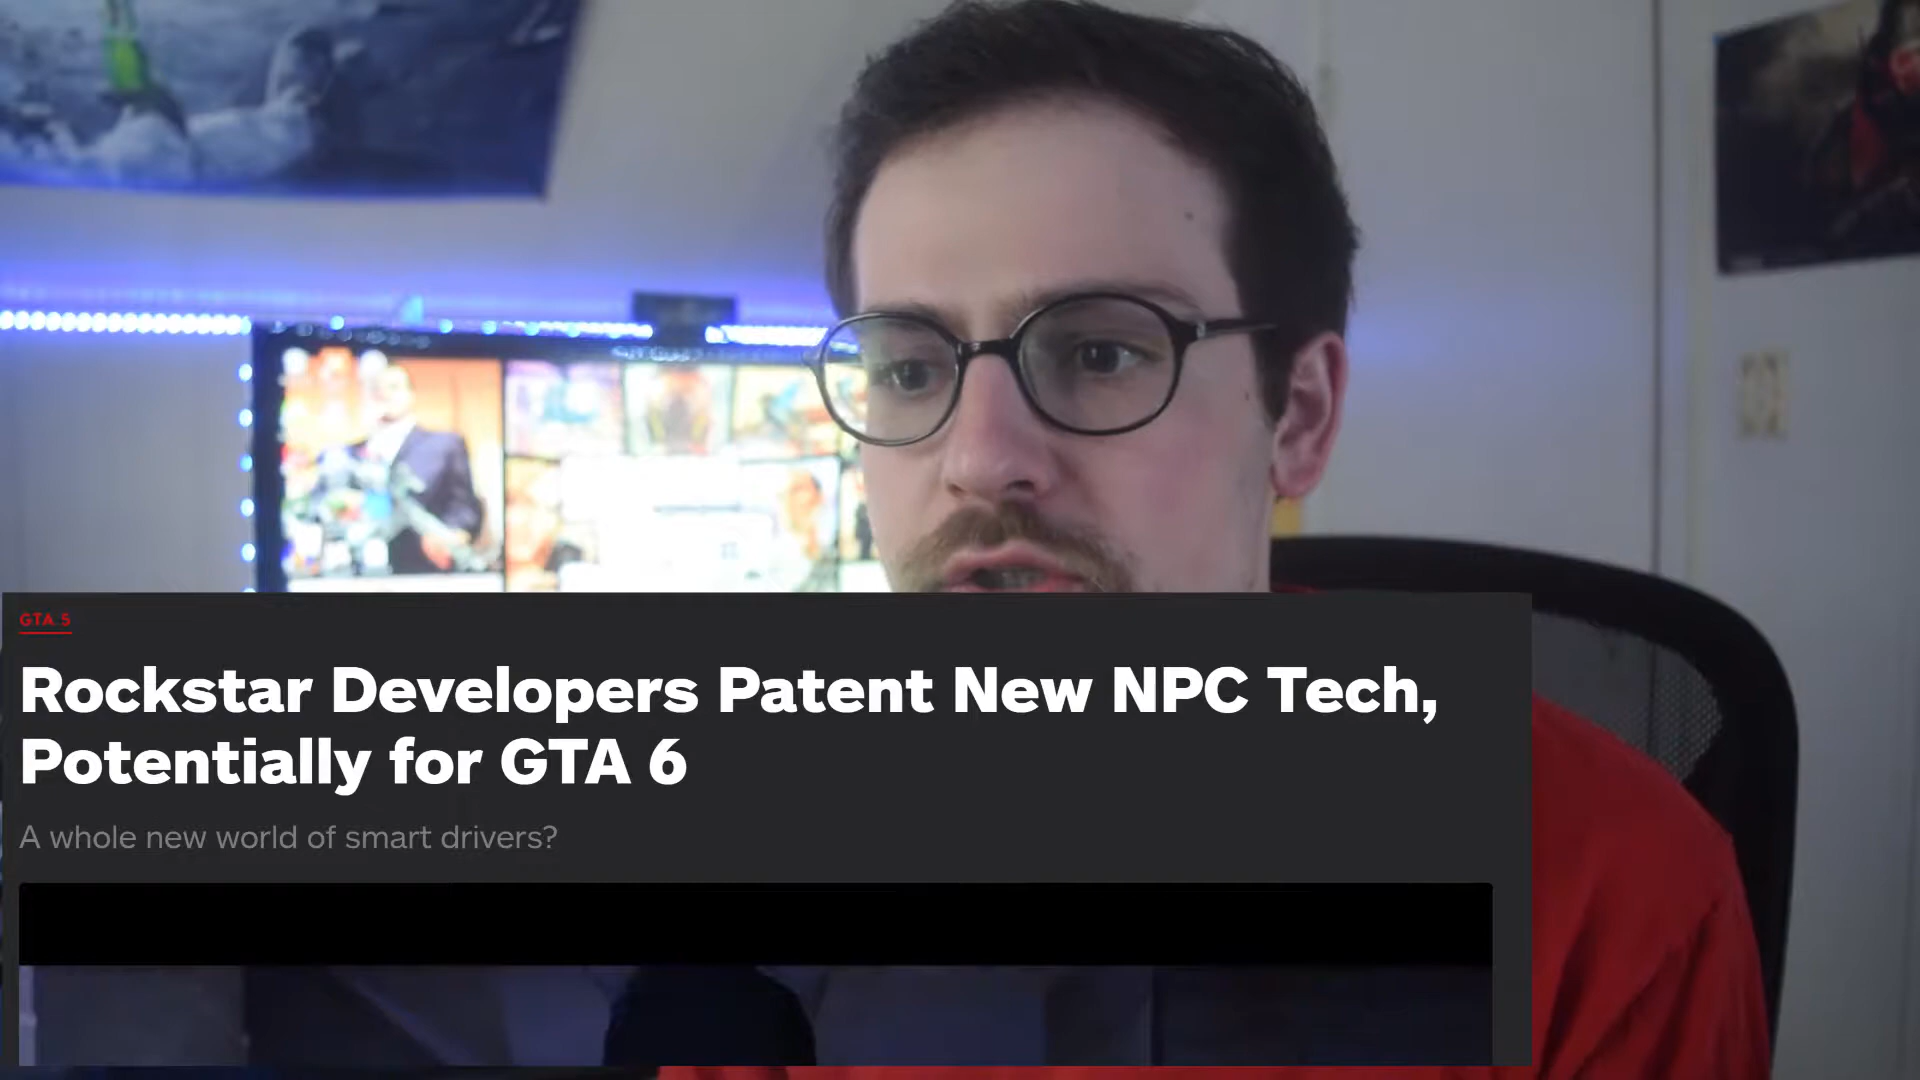 GTA 5
Rockstar Developers Patent New NPC Tech,
Potentially for GTA 6
A whole new world of smart drivers?